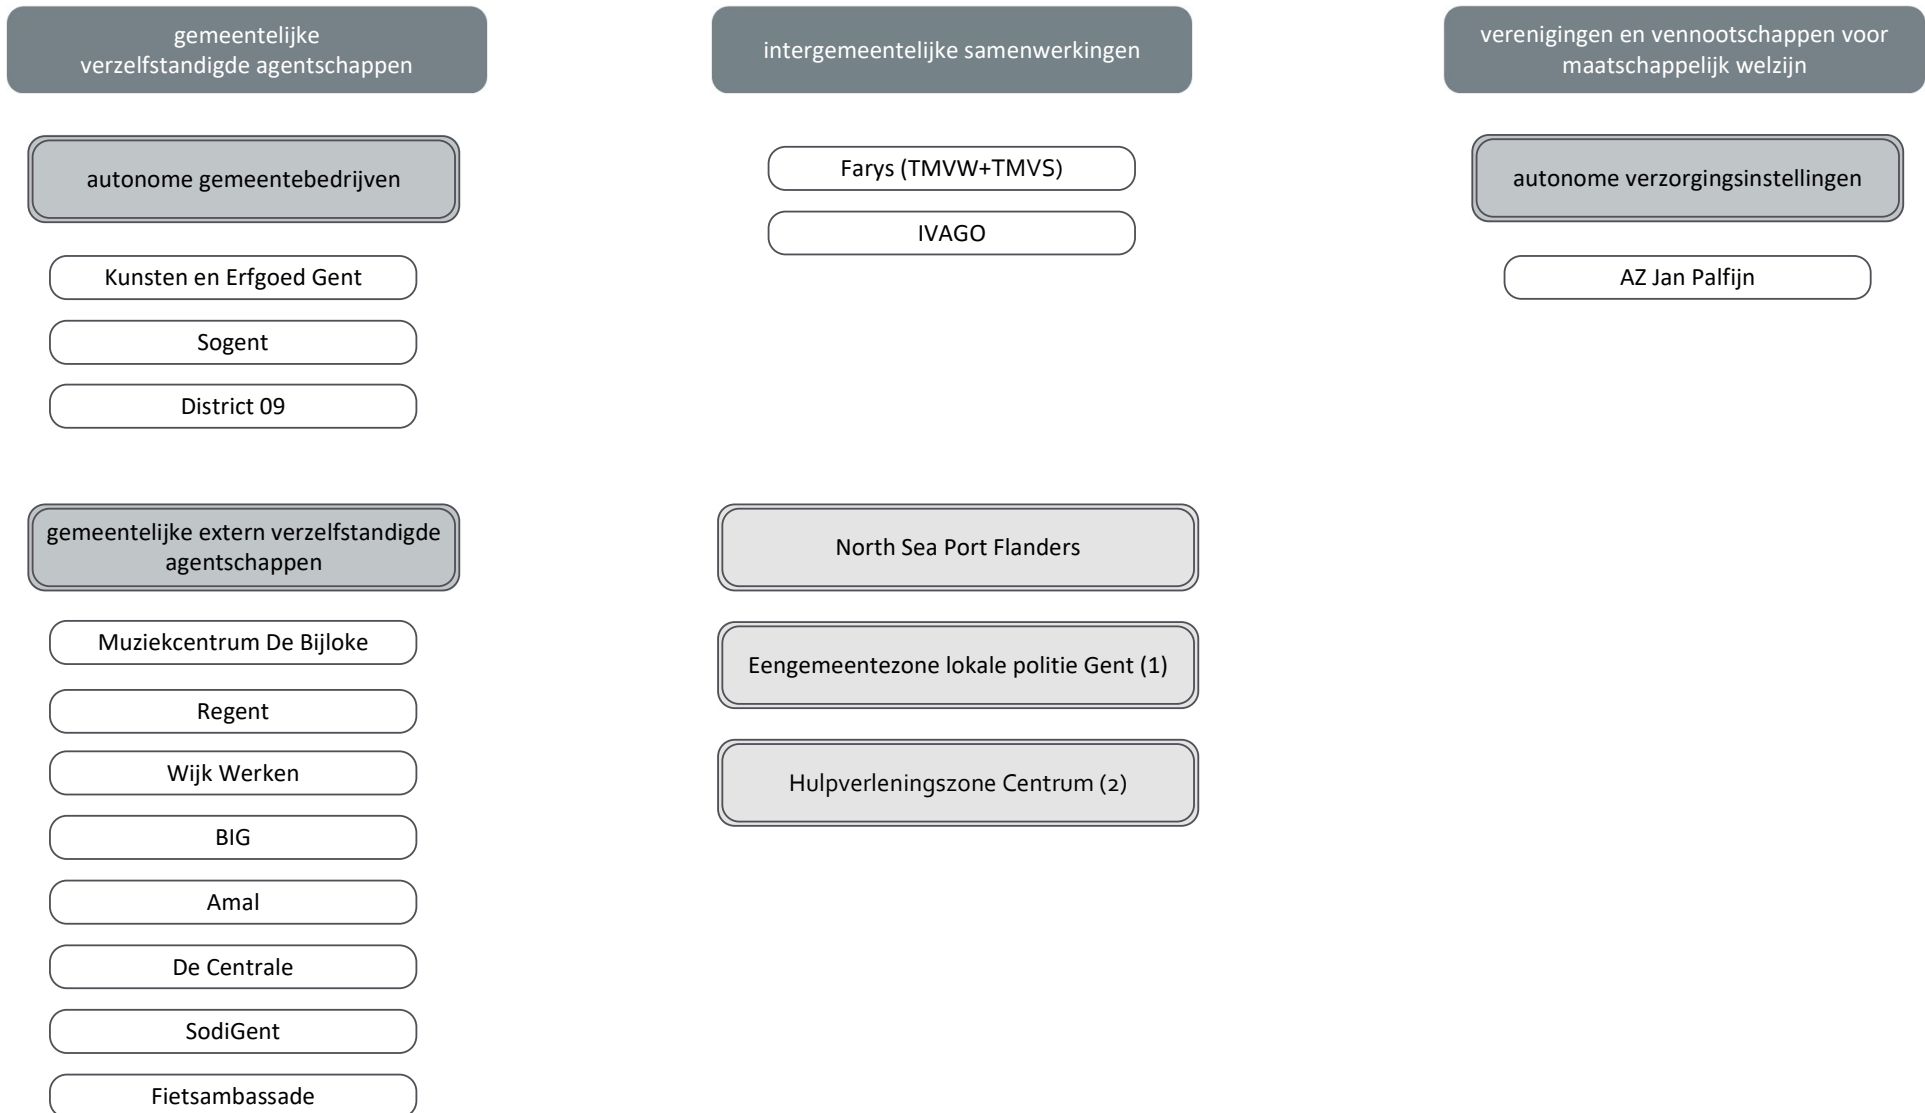 gemeentelijke
verzelfstandigde agentschappen
autonome gemeentebedrijven
Kunsten en Erfgoed Gent
Sogent
District 09
gemeentelijke extern verzelfstandigde
agentschappen
Muziekcentrum De Bijloke
Regent
Wijk Werken
BIG
Amal
De Centrale
SodiGent
Fietsambassade
intergemeentelijke samenwerkingen
Farys (TMVW+TMVS)
IVAGO
North Sea Port Flanders
Eengemeentezone lokale politie Gent (1)
Hulpverleningszone Centrum (2)
verenigingen en vennootschappen voor
maatschappelijk welzijn
autonome verzorgingsinstellingen
AZ Jan Palfijn